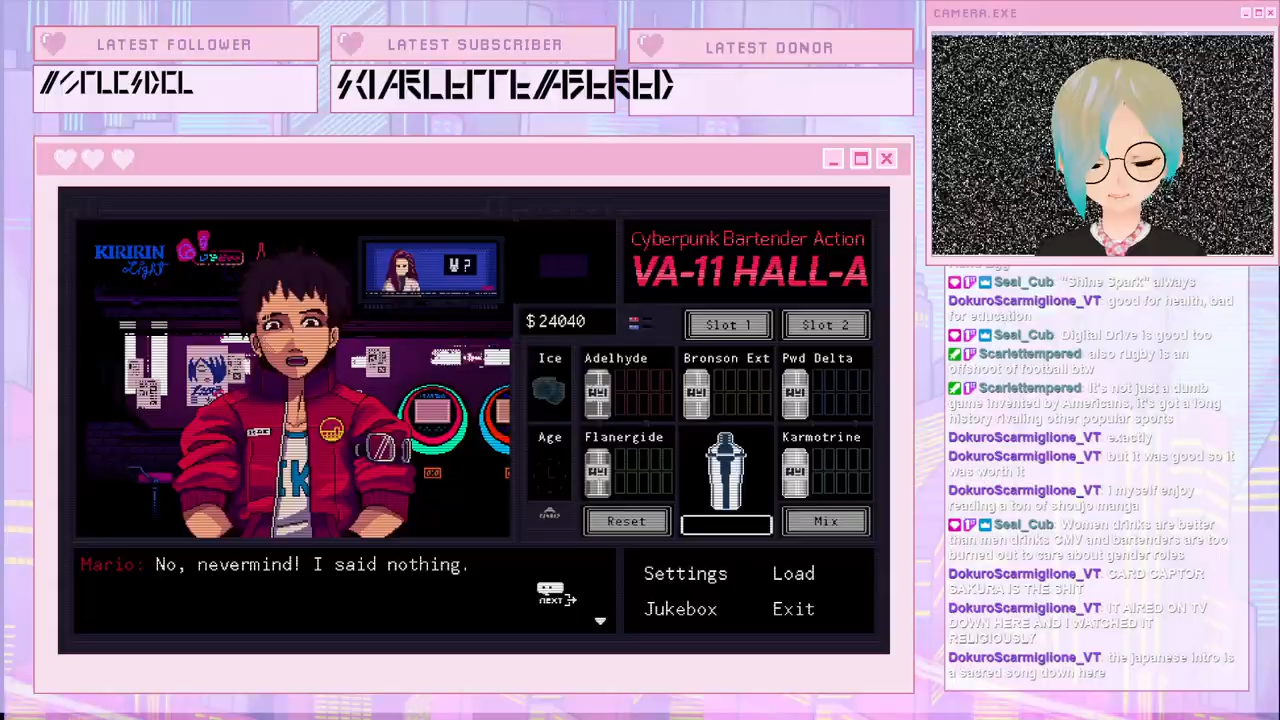 LATEST FOLLOWER
LATEST SUBSCRIBER
LATEST DONOR
CAMERA.EXE
KIRIRIN
Light
W?
Cyberpunk Bartender Action
VA-11 HALL-A
$24040
Slot 1
Slot 2
Ice
Adelhyde
Bronson Ext
Pwd Delta
Age
Flanergide
Karmotrine
Reset
Mix
Mario: No, nevermind! I said nothing.
NEXT
Settings
Load
Jukebox
Exit
Seal_Cub: "Shine Spark" always
DokuroScarmiglione_VT: good for health, bad
for education
Seal_Cub: Digital Drive is good too
Scarlettempered: also rugby is an
offshoot of football btw
Scarlettempered: It's not just a dumb
game invented by Americans, it's got a long
history rivaling other popular sports
DokuroScarmiglione_VT: exactly
DokuroScarmiglione_VT: but it was good so it
was worth it
DokuroScarmiglione_VT: i myself enjoy
reading a ton of shoujo manga
Seal_Cub: Women drinks are better
than men drinks CMV and bartenders are too
burned out to care about gender roles
DokuroScarmiglione_VT: CARD CAPTOR
SAKURA IS THE SHIT
DokuroScarmiglione_VT: IT AIRED ON TV
DOWN HERE AND I WATCHED IT
RELIGIOUSLY
DokuroScarmiglione_VT: the japanese intro is
a sacred song down here